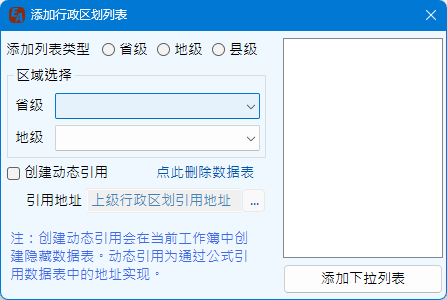 添加行政区划列表
添加列表类型 省级 地级 县级
区域选择
省级
地级
创建动态引用 点此删除数据表
引用地址 上级行政区划引用地址 ...
注：创建动态引用会在当前工作簿中创
建隐藏数据表。动态引用为通过公式引
用数据表中的地址实现。
添加下拉列表